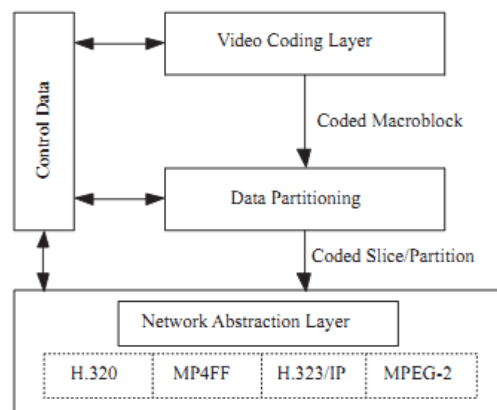 Video Coding Layer
Control Data
Coded Macroblock
Data Partitioning
Coded Slice/Partition
Network Abstraction Layer
H.320 MP4FF H.323/IP MPEG-2